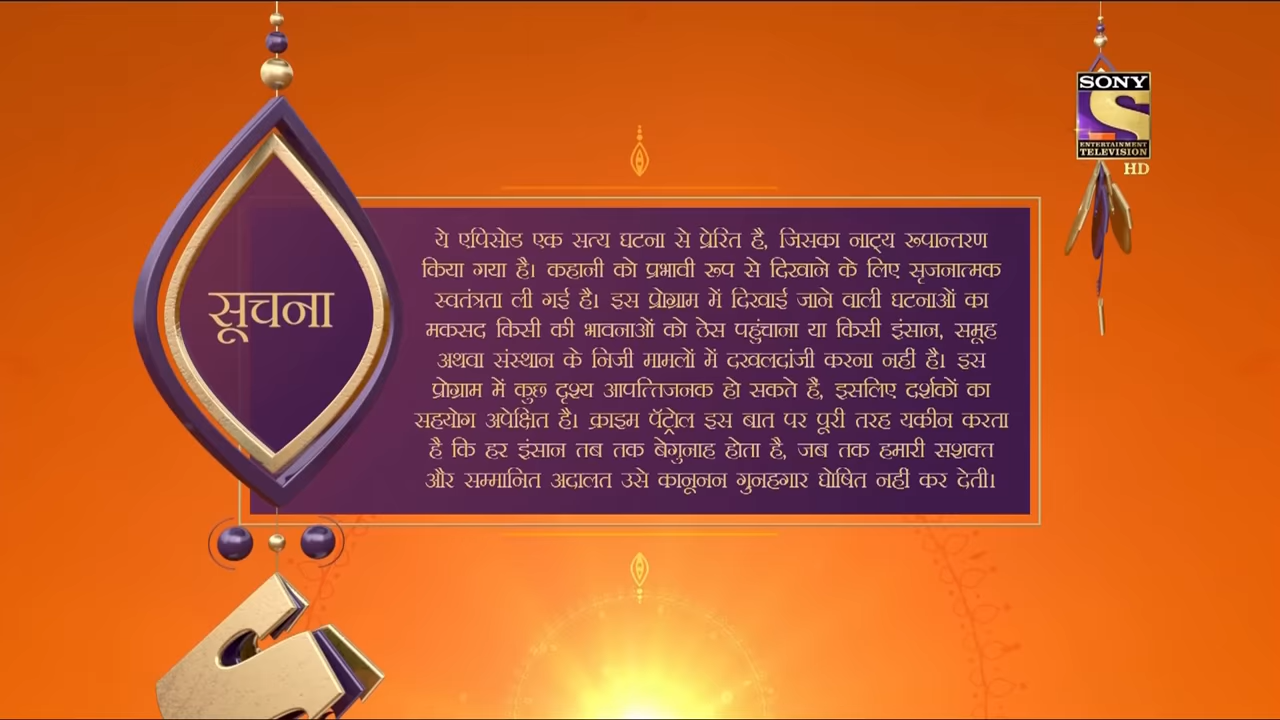 सूचना
ये एपिसोड एक सत्य घटना से प्रेरित है, जिसका नाट्य रूपान्तरण
किया गया है। कहानी को प्रभावी रूप से दिखाने के लिए सृजनात्मक
स्वतंत्रता ली गई है। इस प्रोग्राम में दिखाई जाने वाली घटनाओं का
मकसद किसी की भावनाओं को ठेस पहुंचाना या किसी इंसान, समूह
अथवा संस्थान के निजी मामलों में दखलदांजी करना नहीं है। इस
प्रोग्राम में कुछ दृश्य आपत्तिजनक हो सकते हैं, इसलिए दर्शकों का
सहयोग अपेक्षित है। क्राइम पॅट्रोल इस बात पर पूरी तरह यकीन करता
है कि हर इंसान तब तक बेगुनाह होता है, जब तक हमारी सशक्त
और सम्मानित अदालत उसे कानूनन गुनहगार घोषित नहीं कर देती।
SONY
ENTERTAINMENT
TELEVISION
HD